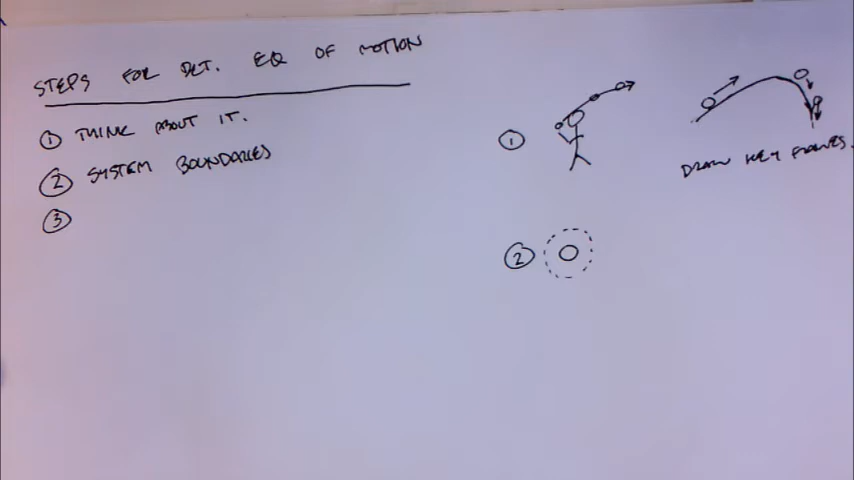 STEPS FOR DET. EQ OF MOTION
① THINK ABOUT IT.
② SYSTEM BOUNDARIES
③
①
DRAW KEY FRAMES.
②